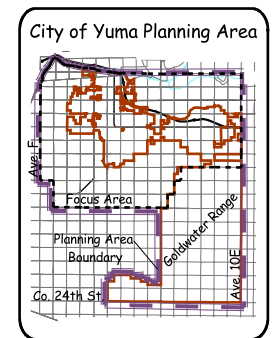 City of Yuma Planning Area
Ave. F
Focus Area
Planning Area
Boundary
Goldwater Range
Co. 24th St.
Ave. 10E